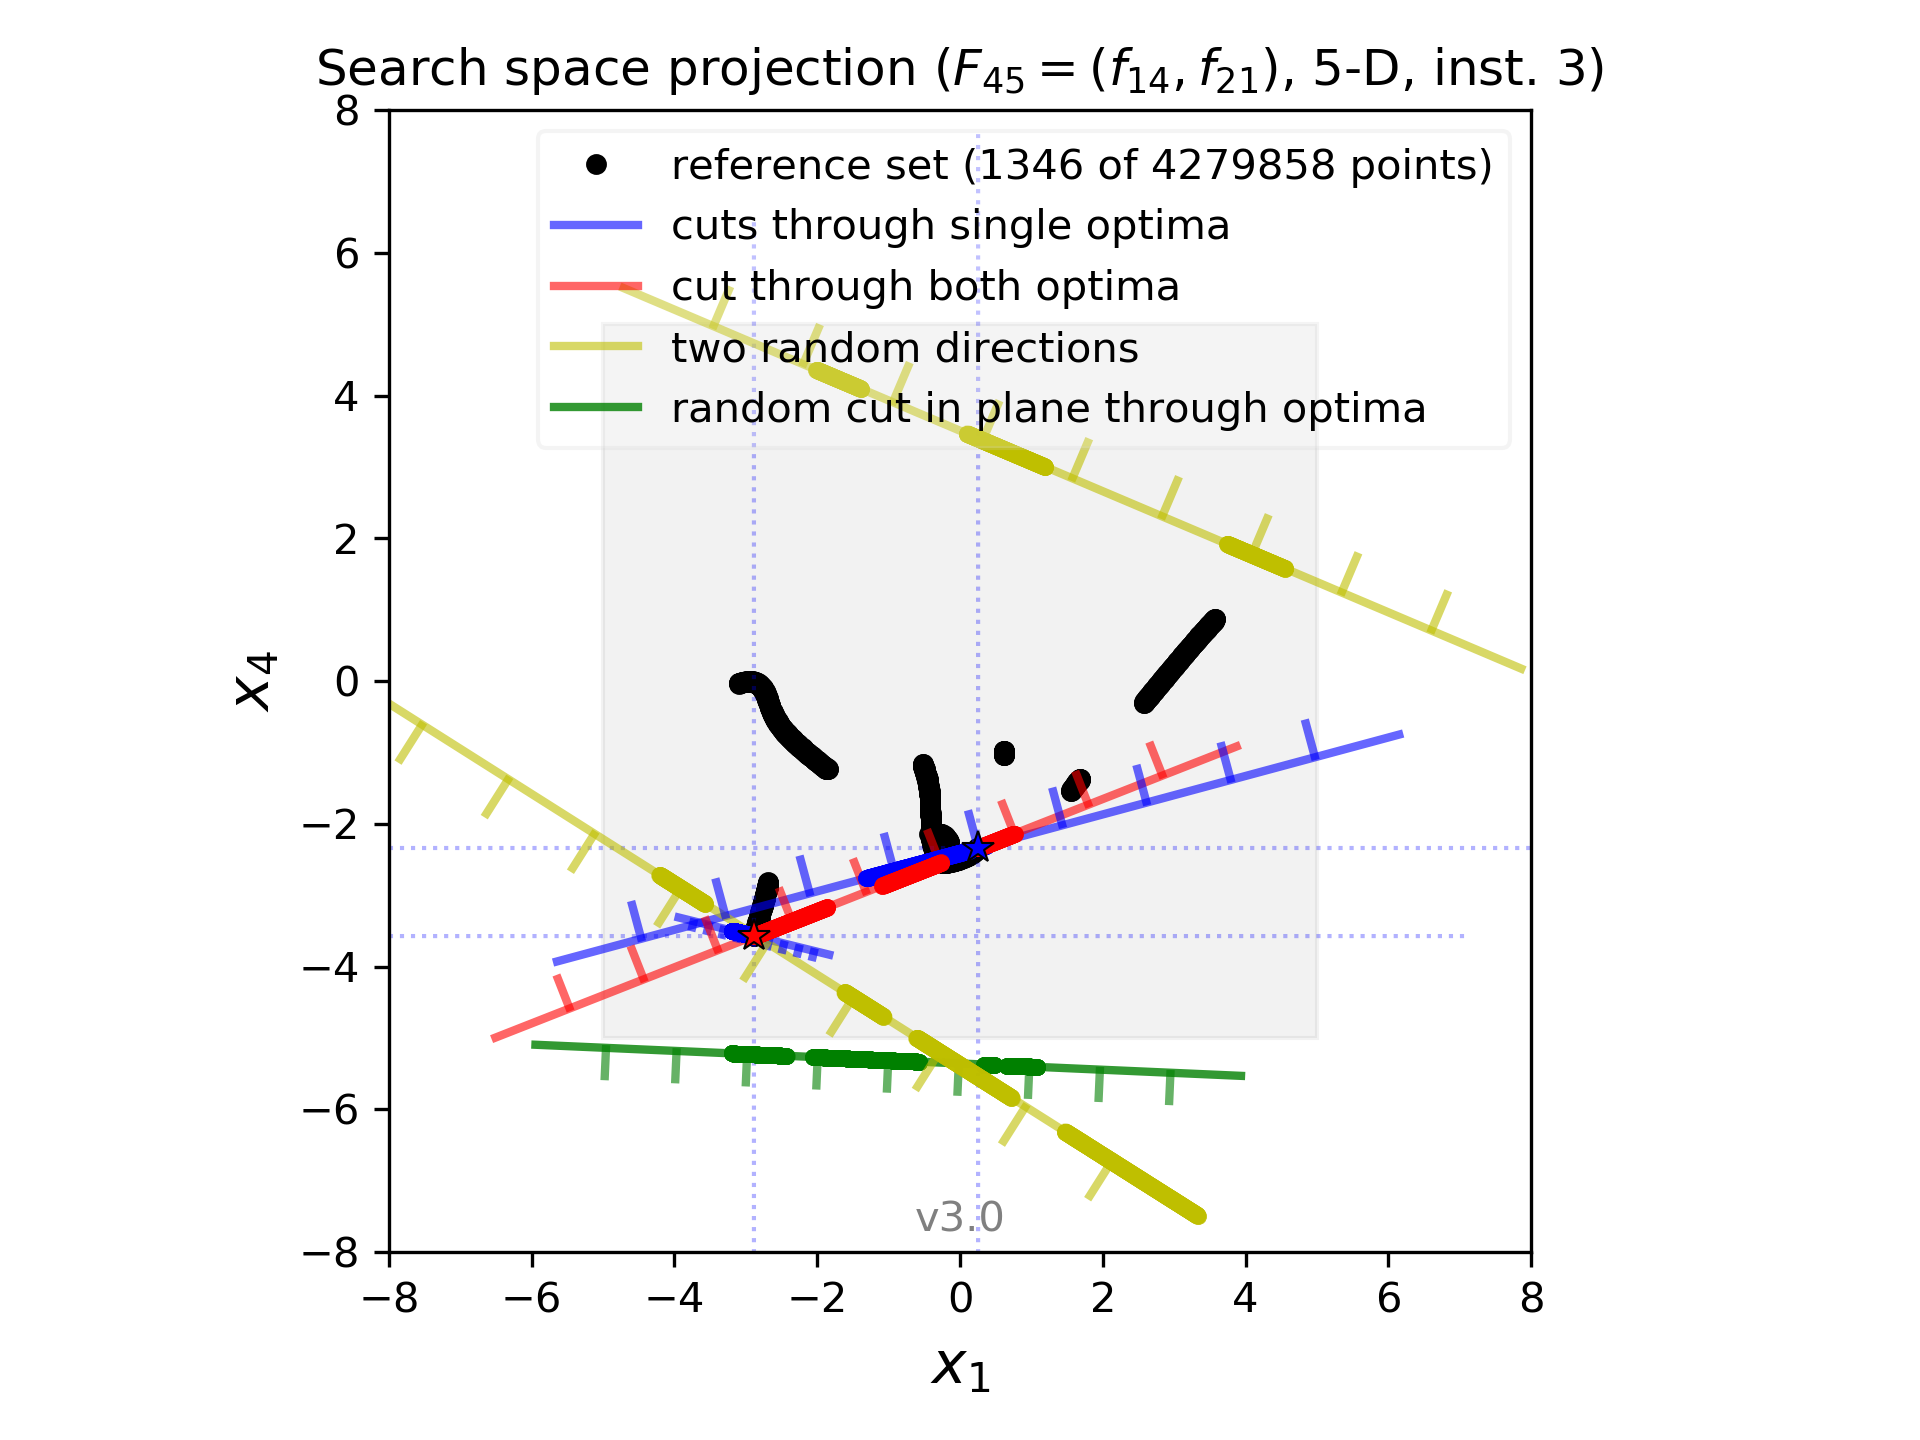 Search space projection (F45 = (f14, f21), 5-D, inst. 3)
8
reference set (1346 of 4279858 points)
cuts through single optima
6
cut through both optima
two random directions
4
random cut in plane through optima
2
0
x4
−2
−4
−6
v3.0
−8
−8 −6 −4 −2 0 2 4 6 8
x1